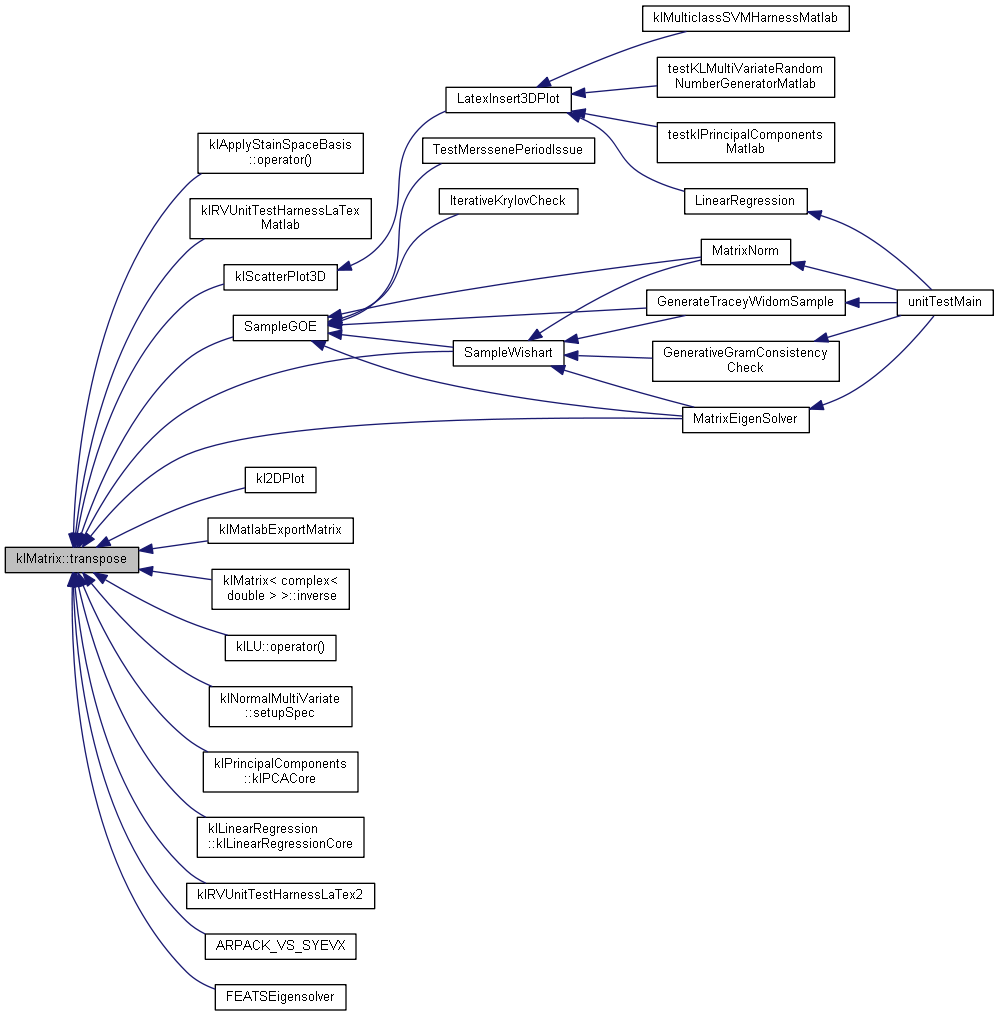 klMulticlassSVMHarnessMatlab
testKLMultiVariateRandom
NumberGeneratorMatlab
LatexInsert3DPlot
testklPrincipalComponents
Matlab
klApplyStainSpaceBasis
::operator()
TestMerssenePeriodIssue
IterativeKrylovCheck
LinearRegression
klRVUnitTestHarnessLaTex
Matlab
MatrixNorm
klScatterPlot3D
GenerateTraceyWidomSample
unitTestMain
SampleGOE
SampleWishart
GenerativeGramConsistency
Check
MatrixEigenSolver
kl2DPlot
klMatlabExportMatrix
klMatrix::transpose
klMatrix< complex<
double > >::inverse
klLU::operator()
klNormalMultiVariate
::setupSpec
klPrincipalComponents
::klPCACore
klLinearRegression
::klLinearRegressionCore
klRVUnitTestHarnessLaTex2
ARPACK_VS_SYEVX
FEATSEigensolver